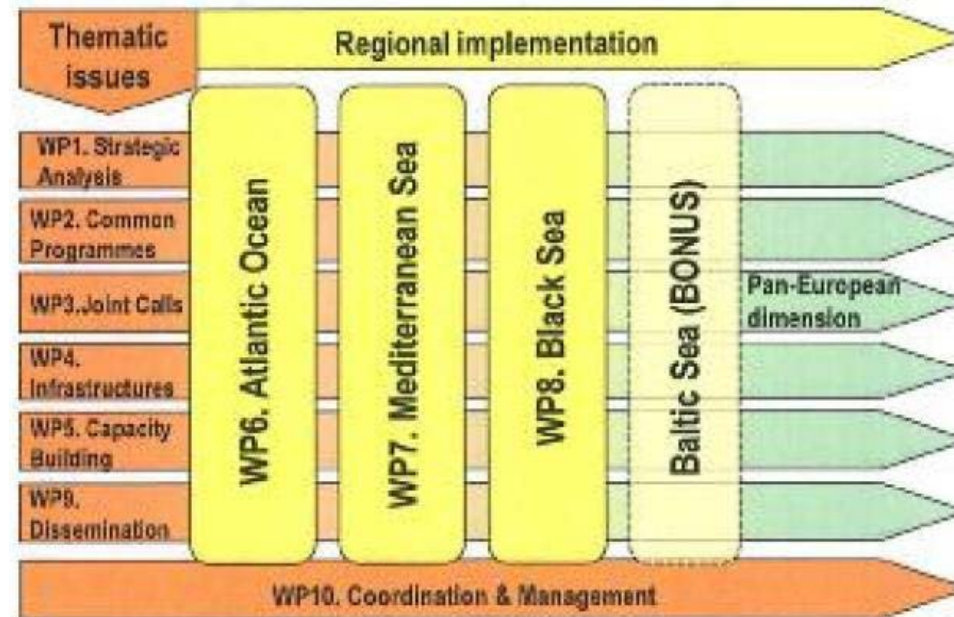 Thematic
issues
Regional implementation
WP1. Strategic
Analysis
WP2. Common
Programmes
WP3.Joint Calls
WP4.
Infrastructures
WP5. Capacity
Building
WP9.
Dissemination
WP6. Atlantic Ocean
WP7. Mediterranean Sea
WP8. Black Sea
Baltic Sea (BONUS)
Pan-European
dimension
WP10. Coordination & Management